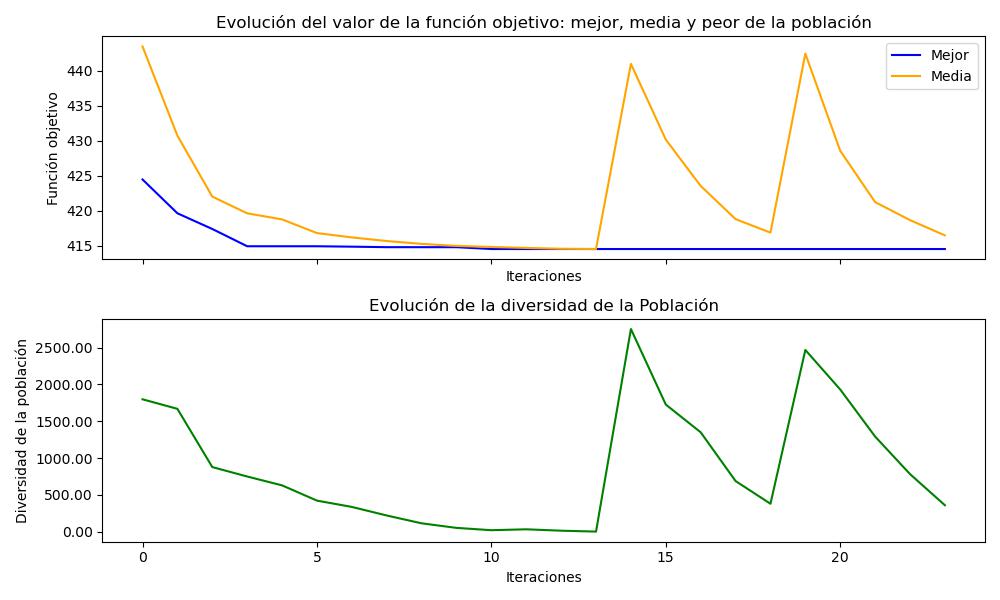 Evolución del valor de la función objetivo: mejor, media y peor de la población
Función objetivo
440
435
430
425
420
415
Mejor
Media
Iteraciones
Evolución de la diversidad de la Población
Diversidad de la población
2500.00
2000.00
1500.00
1000.00
500.00
0.00
0
5
10
15
20
Iteraciones